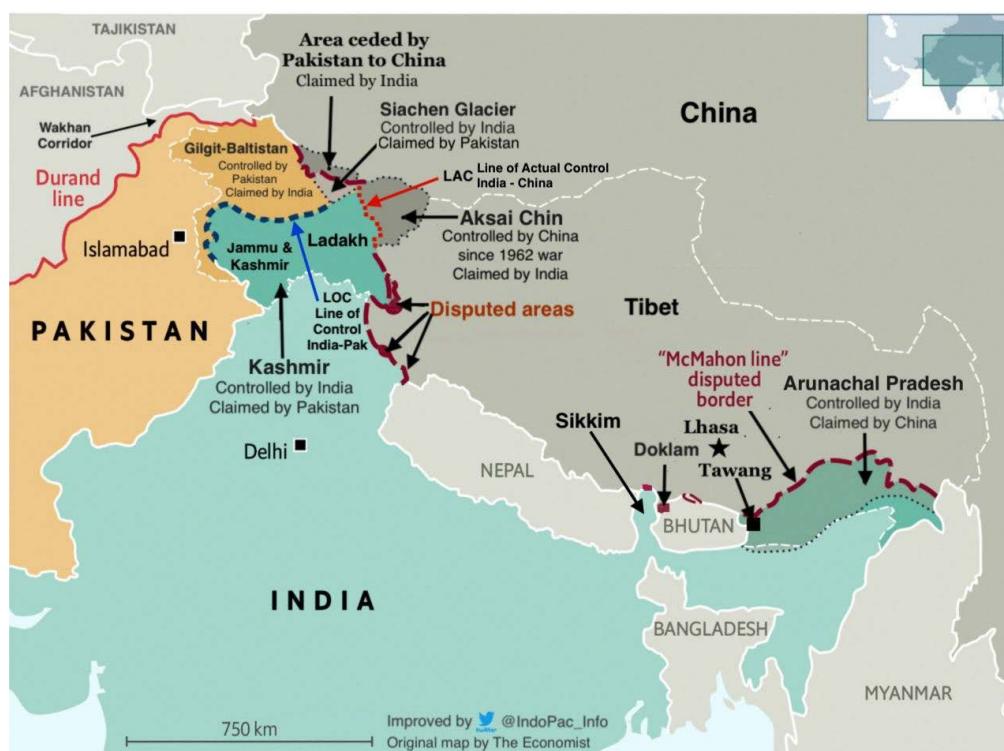 TAJIKISTAN
Area ceded by
Pakistan to China
Claimed by India
AFGHANISTAN
Siachen Glacier
Controlled by India
Claimed by Pakistan
China
Wakhan
Corridor
Gilgit-Baltistan
Controlled by
Pakistan
Claimed by India
Durand
line
LAC
Line of Actual Control
India - China
Islamabad
Jammu &
Kashmir
Ladakh
Aksai Chin
Controlled by China
since 1962 war
Claimed by India
LOC
Line of
Control
India-Pak
Disputed areas
Tibet
PAKISTAN
Kashmir
Controlled by India
Claimed by Pakistan
“McMahon line”
disputed
border
Arunachal Pradesh
Controlled by India
Claimed by China
Delhi
Sikkim
Lhasa
Doklam
Tawang
NEPAL
BHUTAN
INDIA
BANGLADESH
MYANMAR
750 km
Improved by twitter @IndoPac_Info
Original map by The Economist